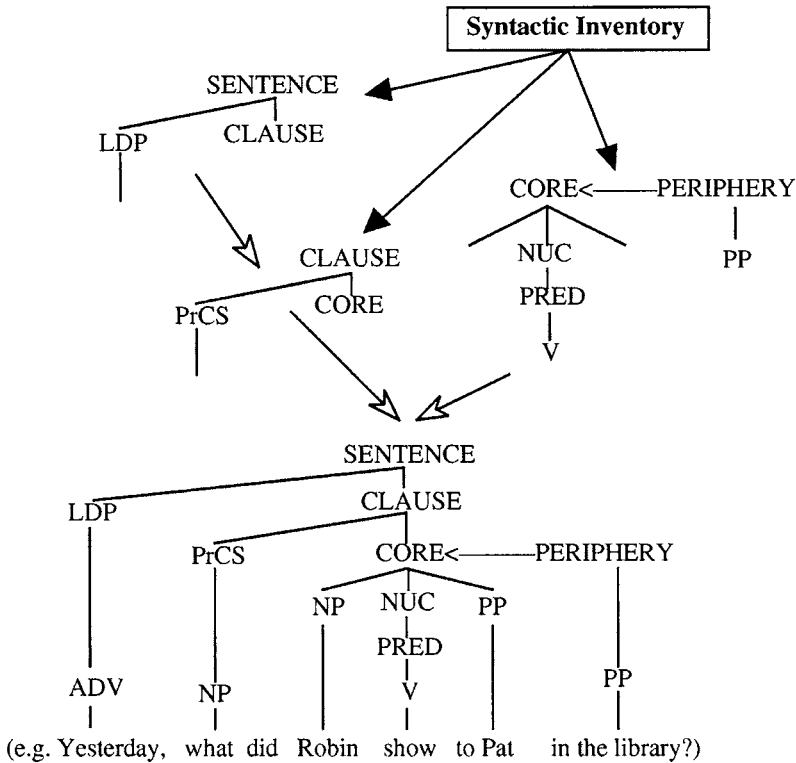 Syntactic Inventory
SENTENCE
LDP CLAUSE
CORE<———PERIPHERY
CLAUSE NUC PP
PrCS CORE PRED
V
SENTENCE
LDP CLAUSE
PrCS CORE<———PERIPHERY
NP NUC PP
PRED
ADV NP V PP
(e.g. Yesterday, what did Robin show to Pat in the library?)